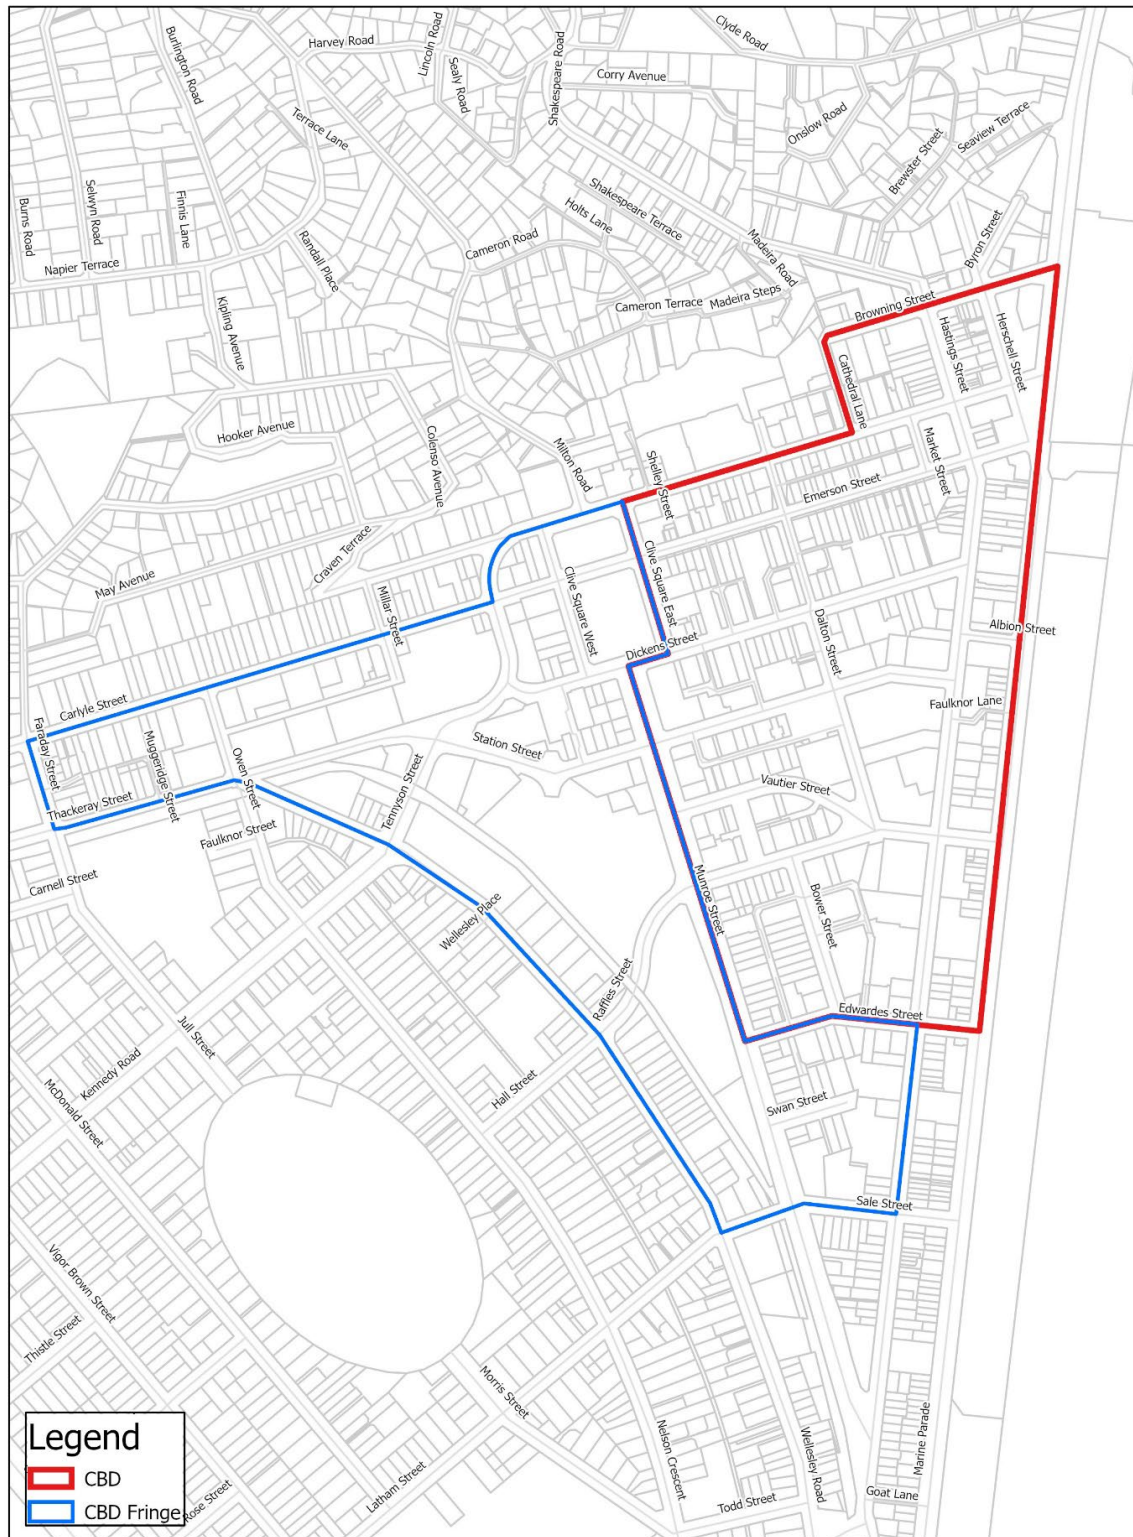 Clyde Road
Lincoln Road
Burlington Road
Harvey Road
Shakespeare Road
Sealy Road
Corry Avenue
Terrace Lane
Onslow Road
Seaview Terrace
Brewster Street
Selwyn Road
Finnis Lane
Burns Road
Shakespeare Terrace
Holts Lane
Byron Street
Cameron Road
Randall Place
Madeira Road
Napier Terrace
Madeira Steps
Cameron Terrace
Browning Street
Kipling Avenue
Hastings Street
Herschell Street
Cathedral Lane
Hooker Avenue
Colenso Avenue
Milton Road
Shelley Street
Market Street
Emerson Street
Craven Terrace
May Avenue
Clive Square East
Clive Square West
Millar Street
Albion Street
Dalton Street
Dickens Street
Carlyle Street
Faulknor Lane
Faraday Street
Muggeridge Street
Owen Street
Station Street
Tennyson Street
Vautier Street
Thackeray Street
Faulknor Street
Carnell Street
Munroe Street
Bower Street
Wellesley Place
Raffles Street
Edwardes Street
Jull Street
Kennedy Road
McDonald Street
Hall Street
Swan Street
Sale Street
Vigor Brown Street
Thistle Street
Morris Street
Nelson Crescent
Wellesley Road
Marine Parade
Latham Street
Rose Street
Todd Street
Goat Lane
Legend
CBD
CBD Fringe